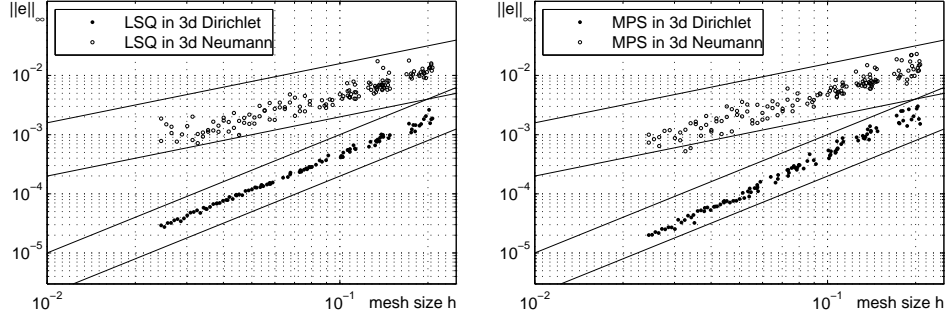 ||e||∞
LSQ in 3d Dirichlet
LSQ in 3d Neumann
10⁻²
10⁻³
10⁻⁴
10⁻⁵
10⁻²
10⁻¹
mesh size h
||e||∞
MPS in 3d Dirichlet
MPS in 3d Neumann
10⁻²
10⁻³
10⁻⁴
10⁻⁵
10⁻²
10⁻¹
mesh size h